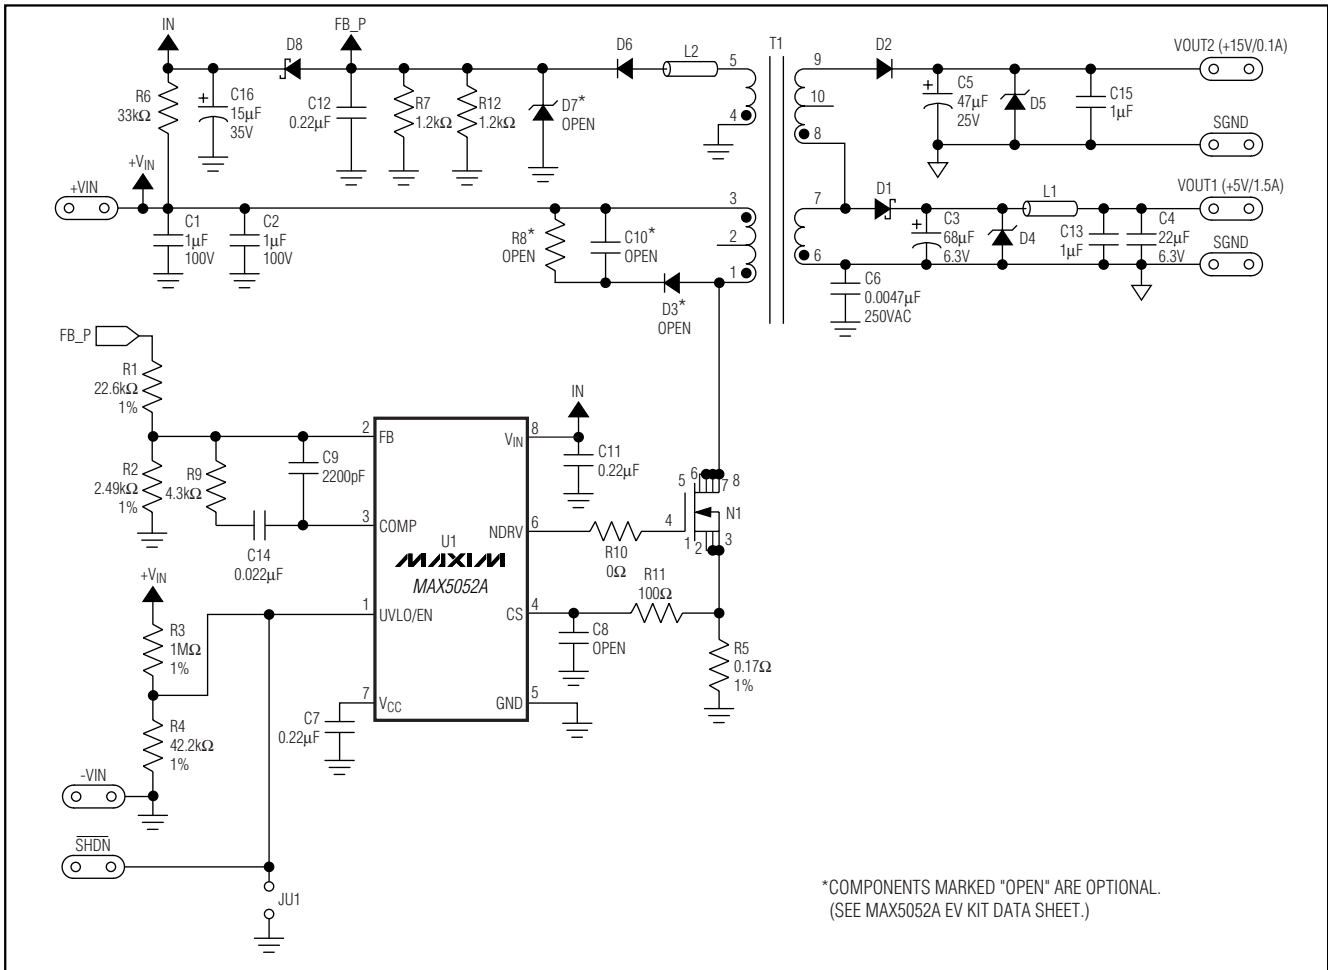 IN
FB_P
D8
D6
L2
T1
D2
VOUT2 (+15V/0.1A)
R6
33kΩ
+
C16
15µF
35V
C12
0.22µF
R7
1.2kΩ
R12
1.2kΩ
D7*
OPEN
5
4
9
10
8
+
C5
47µF
25V
D5
C15
1µF
SGND
+VIN
+VIN
C1
1µF
100V
C2
1µF
100V
R8*
OPEN
C10*
OPEN
D3*
OPEN
3
2
1
7
6
D1
L1
VOUT1 (+5V/1.5A)
+
C3
68µF
6.3V
D4
C13
1µF
C4
22µF
6.3V
SGND
C6
0.0047µF
250VAC
FB_P
R1
22.6kΩ
1%
R2
2.49kΩ
1%
R9
4.3kΩ
C9
2200pF
C14
0.022µF
2
FB
3
COMP
1
UVLO/EN
7
VCC
U1
MAXIM
MAX5052A
VIN
8
NDRV
6
CS
4
GND
5
IN
C11
0.22µF
R10
0Ω
R11
100Ω
C8
OPEN
5
6
7
8
4
N1
1
2
3
R5
0.17Ω
1%
+VIN
R3
1MΩ
1%
R4
42.2kΩ
1%
C7
0.22µF
-VIN
SHDN
JU1
*COMPONENTS MARKED "OPEN" ARE OPTIONAL.
(SEE MAX5052A EV KIT DATA SHEET.)